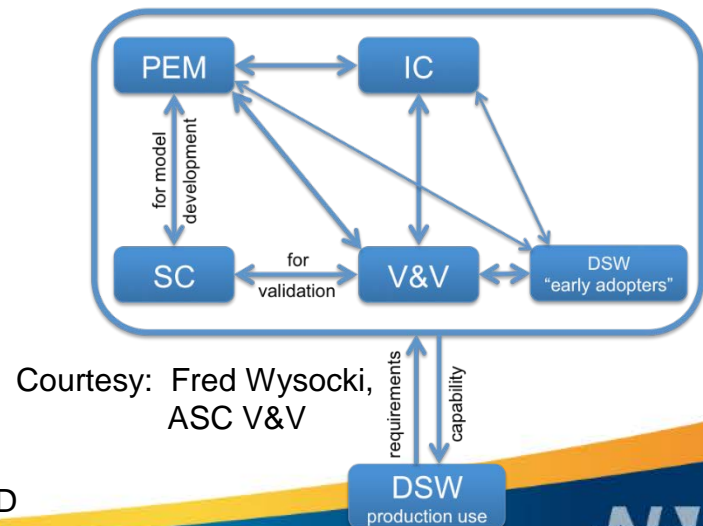 PEM
IC
for model
development
SC
for
validation
V&V
DSW
“early adopters”
Courtesy: Fred Wysocki,
ASC V&V
requirements
capability
D
DSW
production use